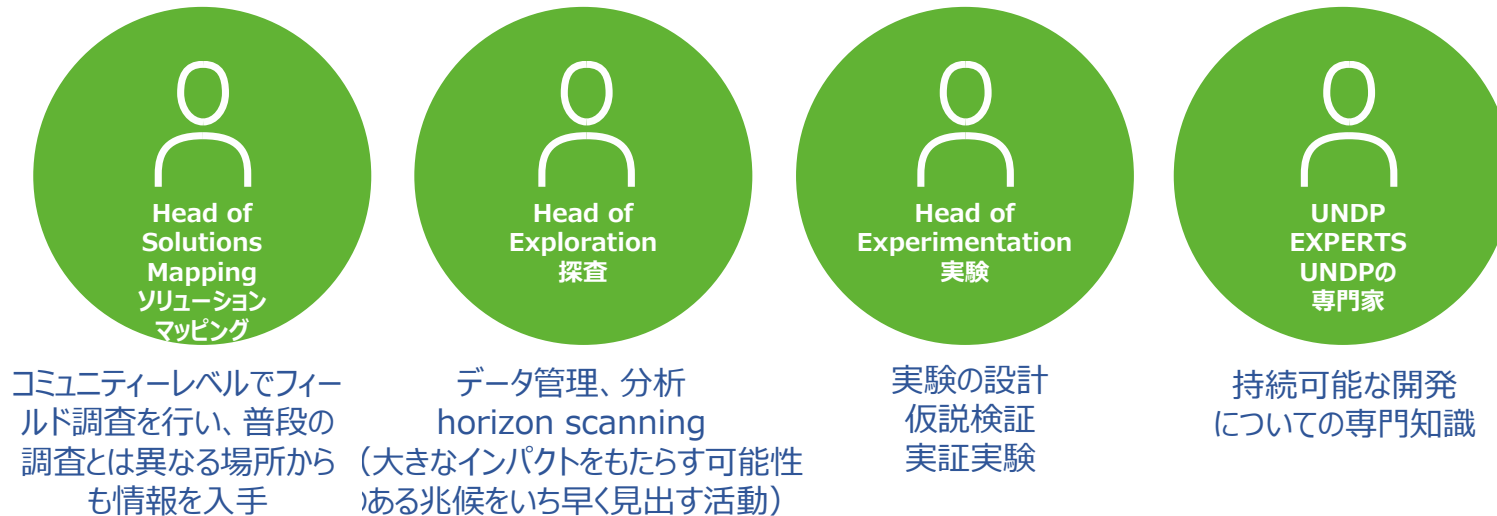 Head of
Solutions
Mapping
ソリューション
マッピング
コミュニティーレベルでフィー
ルド調査を行い、普段の
調査とは異なる場所から
も情報を入手
Head of
Exploration
探査
データ管理、分析
horizon scanning
（大きなインパクトをもたらす可能性
のある兆候をいち早く見出す活動）
Head of
Experimentation
実験
実験の設計
仮説検証
実証実験
UNDP
EXPERTS
UNDPの
専門家
持続可能な開発
についての専門知識